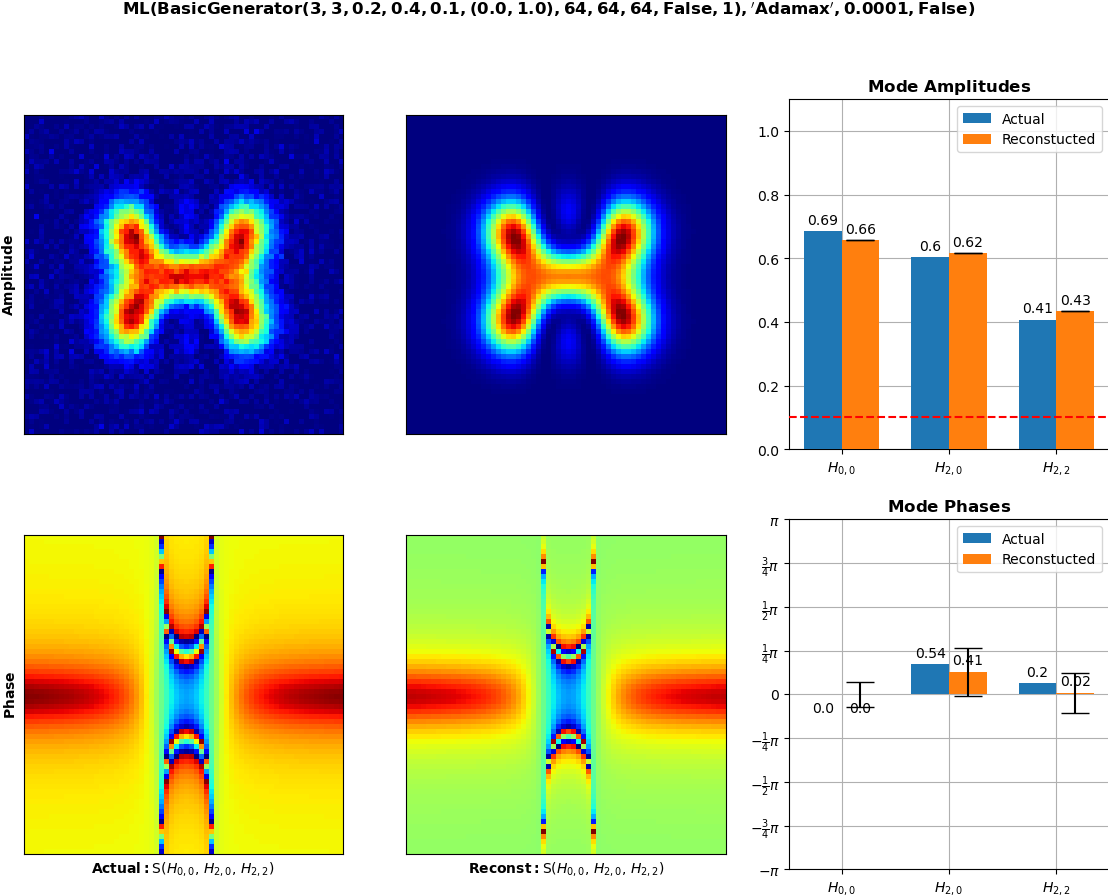 ML(BasicGenerator(3, 3, 0.2, 0.4, 0.1, (0.0, 1.0), 64, 64, 64, False, 1), ′Adamax′, 0.0001, False)
Amplitude
Mode Amplitudes
Actual
Reconstucted
1.0
0.8
0.6
0.4
0.2
0.0
0.69
0.66
0.6
0.62
0.41
0.43
H0,0
H2,0
H2,2
Phase
Actual: S(H0,0, H2,0, H2,2)
Reconst: S(H0,0, H2,0, H2,2)
Mode Phases
Actual
Reconstucted
π
3/4π
1/2π
1/4π
0
−1/4π
−1/2π
−3/4π
−π
0.0
0.0
0.54
0.41
0.2
0.02
H0,0
H2,0
H2,2